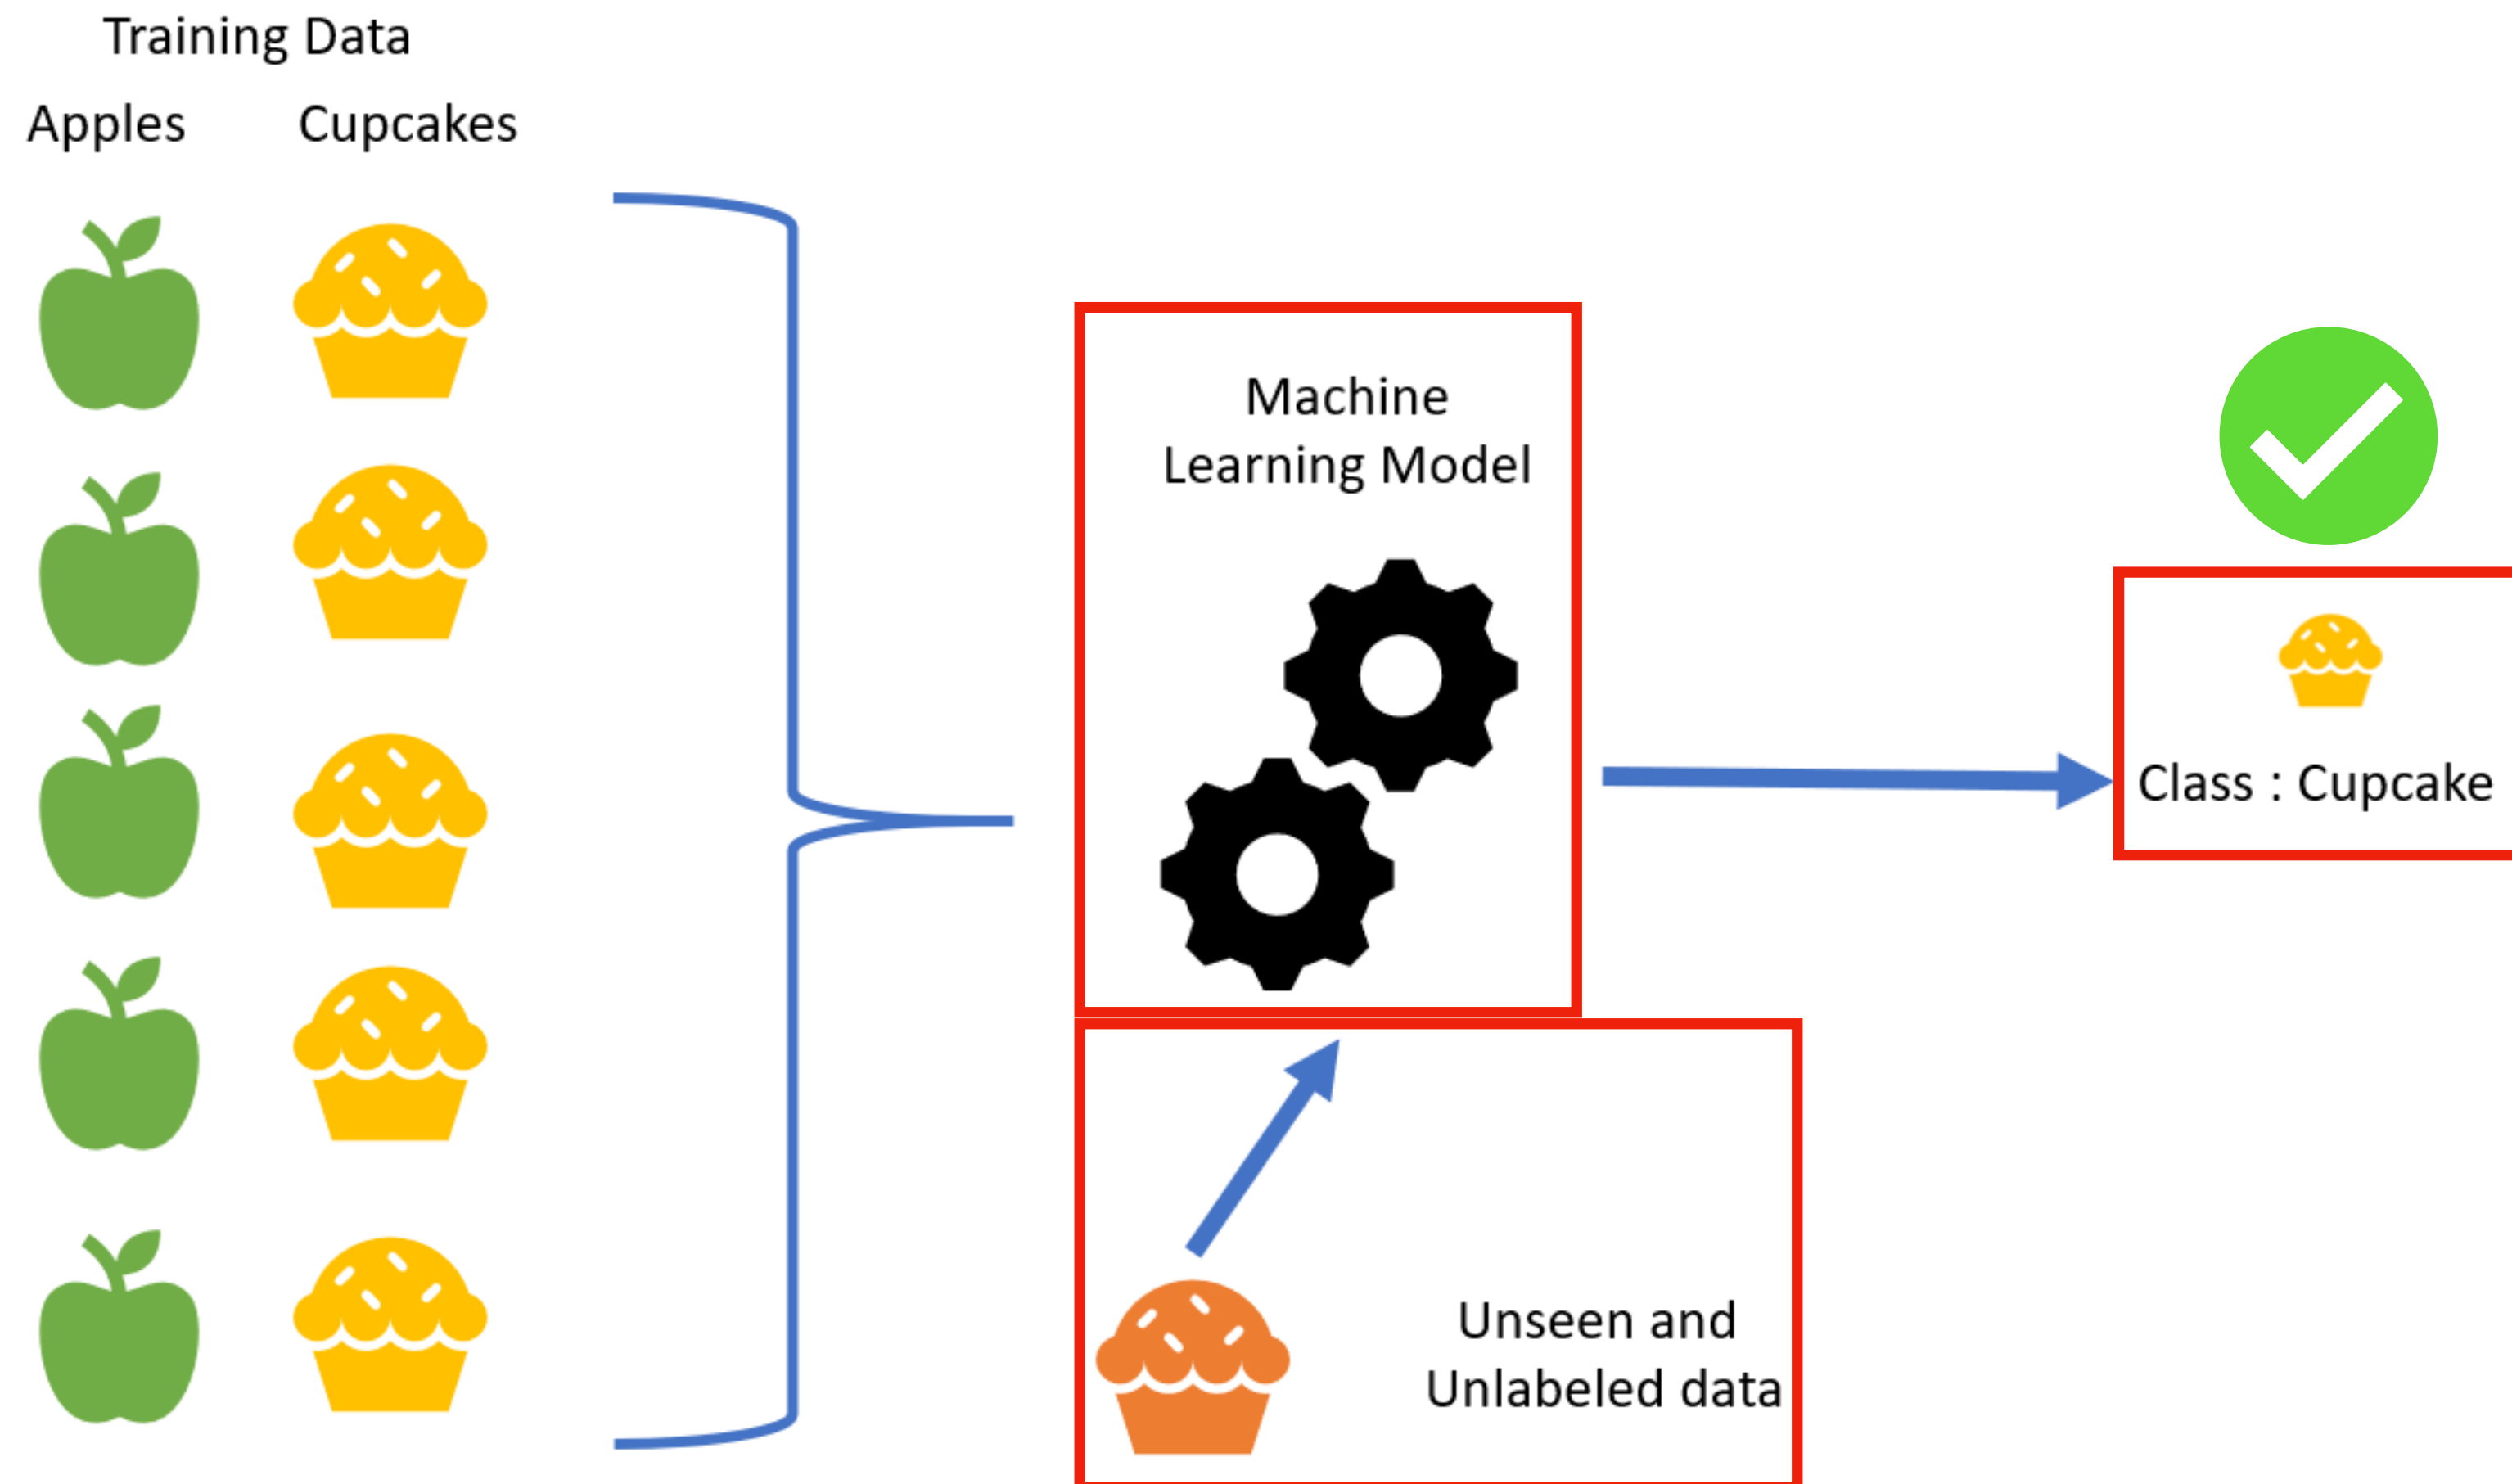 Training Data
Apples
Cupcakes
Machine
Learning Model
Class : Cupcake
Unseen and
Unlabeled data